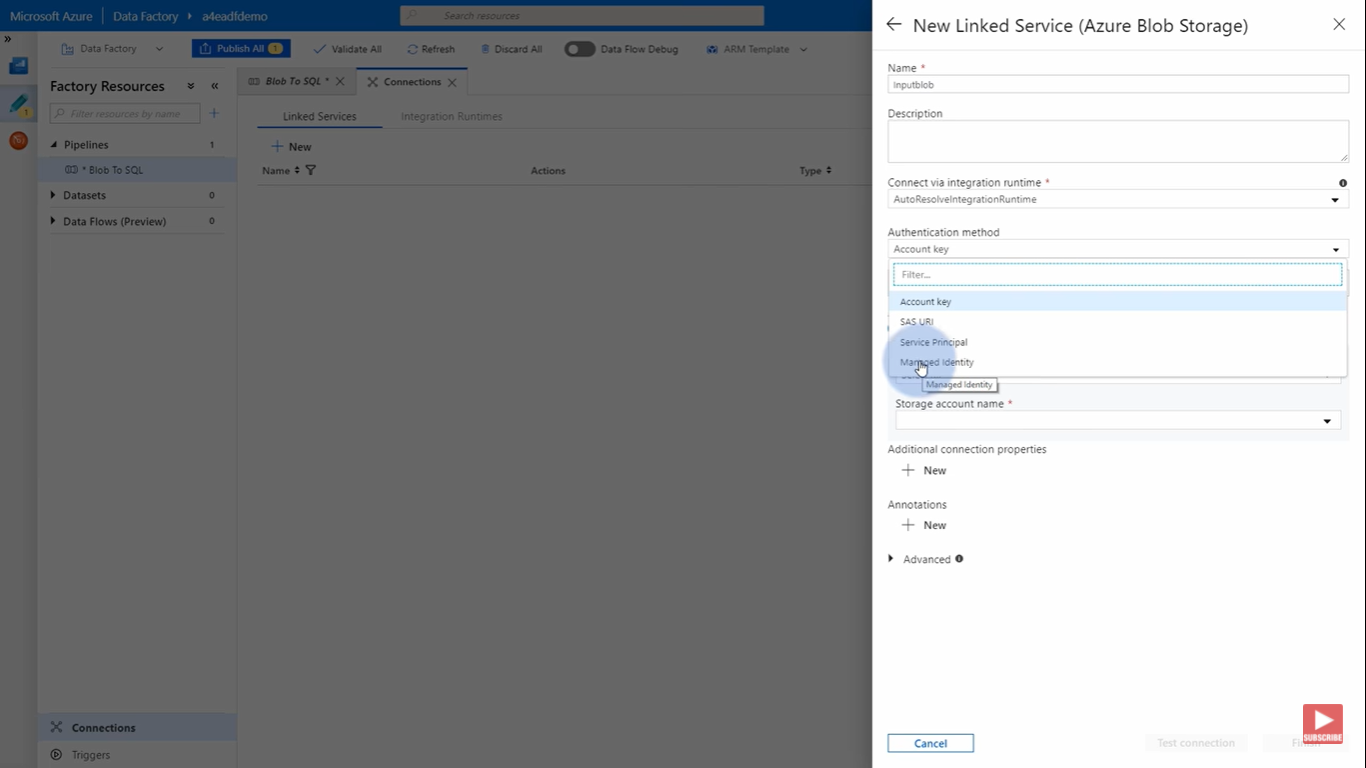 Microsoft Azure
Data Factory
a4eadfdemo
Search resources
»
Data Factory
Publish All 1
Validate All
Refresh
Discard All
Data Flow Debug
ARM Template
Factory Resources
Filter resources by name
Pipelines 1
* Blob To SQL
Datasets 0
Data Flows (Preview) 0
Connections
Triggers
Blob To SQL *
Connections
Linked Services
Integration Runtimes
New
Name
Actions
Type
New Linked Service (Azure Blob Storage)
Name *
Inputblob
Description
Connect via integration runtime *
AutoResolveIntegrationRuntime
Authentication method
Account key
Filter...
Account key
SAS URI
Service Principal
Managed Identity
Managed Identity
Storage account name *
Additional connection properties
New
Annotations
New
Advanced
Cancel
Test connection
Finish
SUBSCRIBE